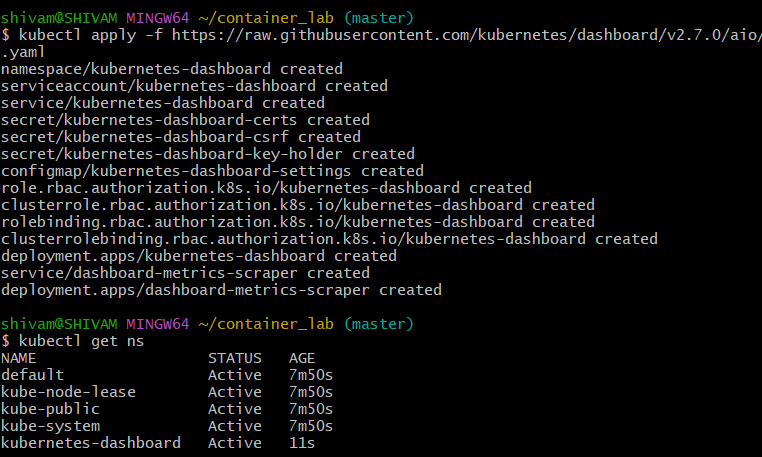 shivam@SHIVAM MINGW64 ~/container_lab (master)
$ kubectl apply -f https://raw.githubusercontent.com/kubernetes/dashboard/v2.7.0/aio/
.yaml
namespace/kubernetes-dashboard created
serviceaccount/kubernetes-dashboard created
service/kubernetes-dashboard created
secret/kubernetes-dashboard-certs created
secret/kubernetes-dashboard-csrf created
secret/kubernetes-dashboard-key-holder created
configmap/kubernetes-dashboard-settings created
role.rbac.authorization.k8s.io/kubernetes-dashboard created
clusterrole.rbac.authorization.k8s.io/kubernetes-dashboard created
rolebinding.rbac.authorization.k8s.io/kubernetes-dashboard created
clusterrolebinding.rbac.authorization.k8s.io/kubernetes-dashboard created
deployment.apps/kubernetes-dashboard created
service/dashboard-metrics-scraper created
deployment.apps/dashboard-metrics-scraper created

shivam@SHIVAM MINGW64 ~/container_lab (master)
$ kubectl get ns
NAME STATUS AGE
default Active 7m50s
kube-node-lease Active 7m50s
kube-public Active 7m50s
kube-system Active 7m50s
kubernetes-dashboard Active 11s